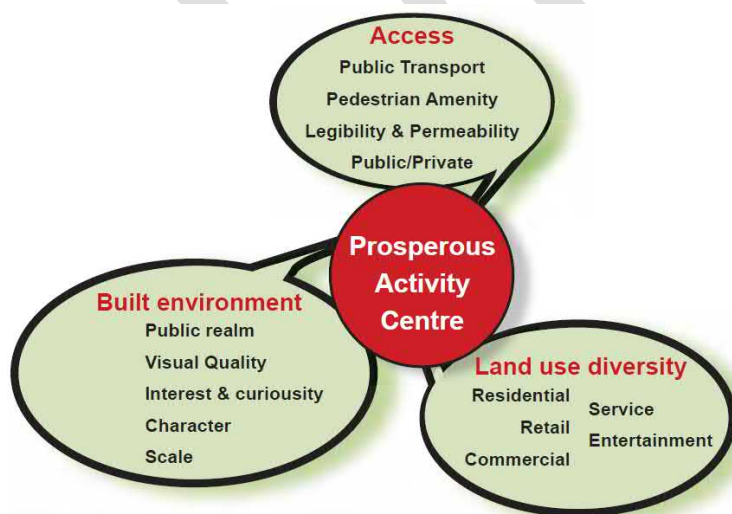 Access
Public Transport
Pedestrian Amenity
Legibility & Permeability
Public/Private
Prosperous
Activity
Centre
Built environment
Public realm
Visual Quality
Interest & curiousity
Character
Scale
Land use diversity
Residential
Retail
Commercial
Service
Entertainment